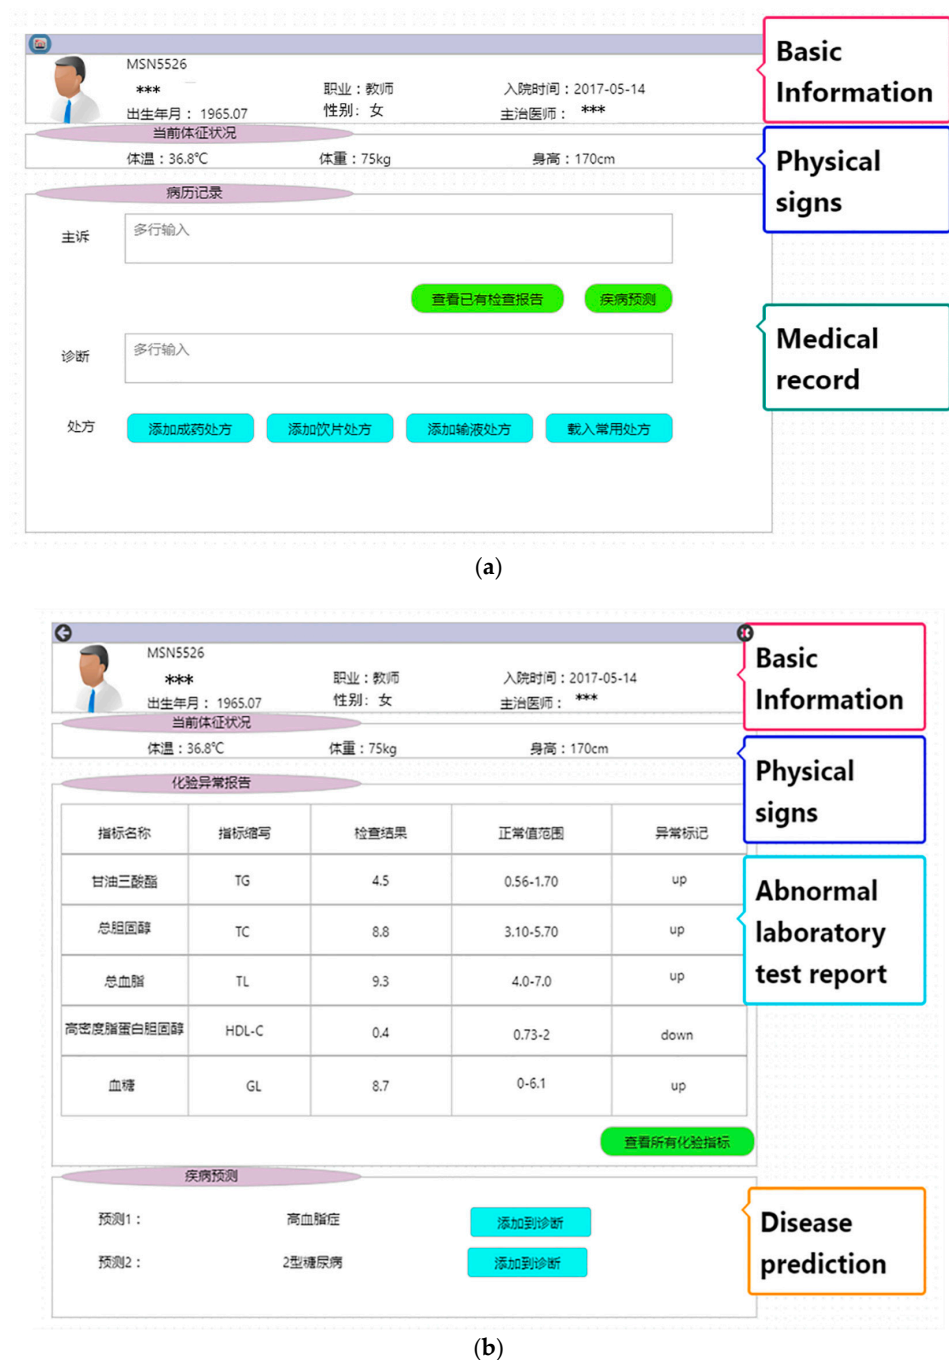 MSN5526
***
职业：教师
入院时间：2017-05-14
出生年月： 1965.07
性别：女
主治医师： ***
Basic
Information
当前体征状况
体温：36.8℃
体重：75kg
身高：170cm
Physical
signs
病历记录
主诉
多行输入
查看已有检查报告
疾病预测
诊断
多行输入
Medical
record
处方
添加成药处方
添加饮片处方
添加输液处方
载入常用处方
(a)
MSN5526
***
职业：教师
入院时间：2017-05-14
出生年月： 1965.07
性别：女
主治医师： ***
Basic
Information
当前体征状况
体温：36.8℃
体重：75kg
身高：170cm
Physical
signs
化验异常报告
指标名称 指标缩写 检查结果 正常值范围 异常标记
甘油三酸酯 TG 4.5 0.56-1.70 up
总胆固醇 TC 8.8 3.10-5.70 up
总血脂 TL 9.3 4.0-7.0 up
高密度脂蛋白胆固醇 HDL-C 0.4 0.73-2 down
血糖 GL 8.7 0-6.1 up
Abnormal
laboratory
test report
查看所有化验指标
疾病预测
预测1： 高血脂症 添加到诊断
预测2： 2型糖尿病 添加到诊断
Disease
prediction
(b)